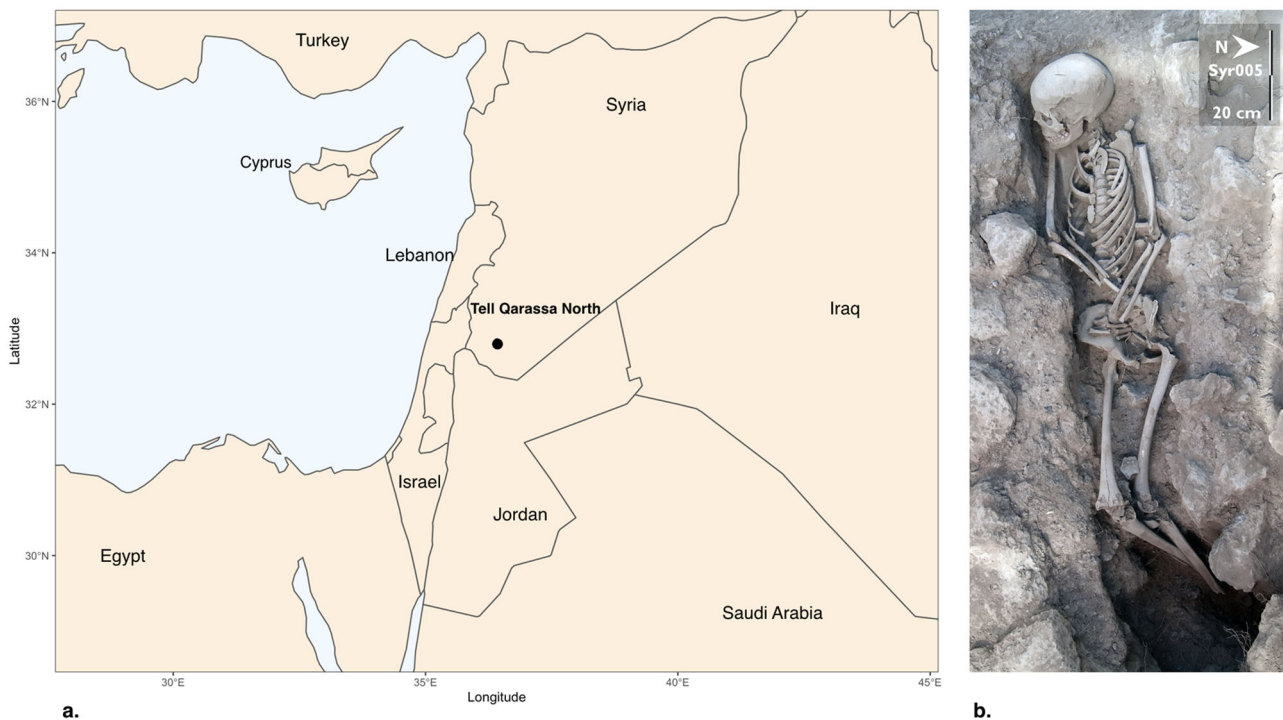 Turkey
Syria
36°N
Cyprus
34°N
Lebanon
Tell Qarassa North
Iraq
Latitude
32°N
Israel
Jordan
30°N
Egypt
Saudi Arabia
30°E
35°E
40°E
45°E
Longitude
a.
N
Syr005
20 cm
b.